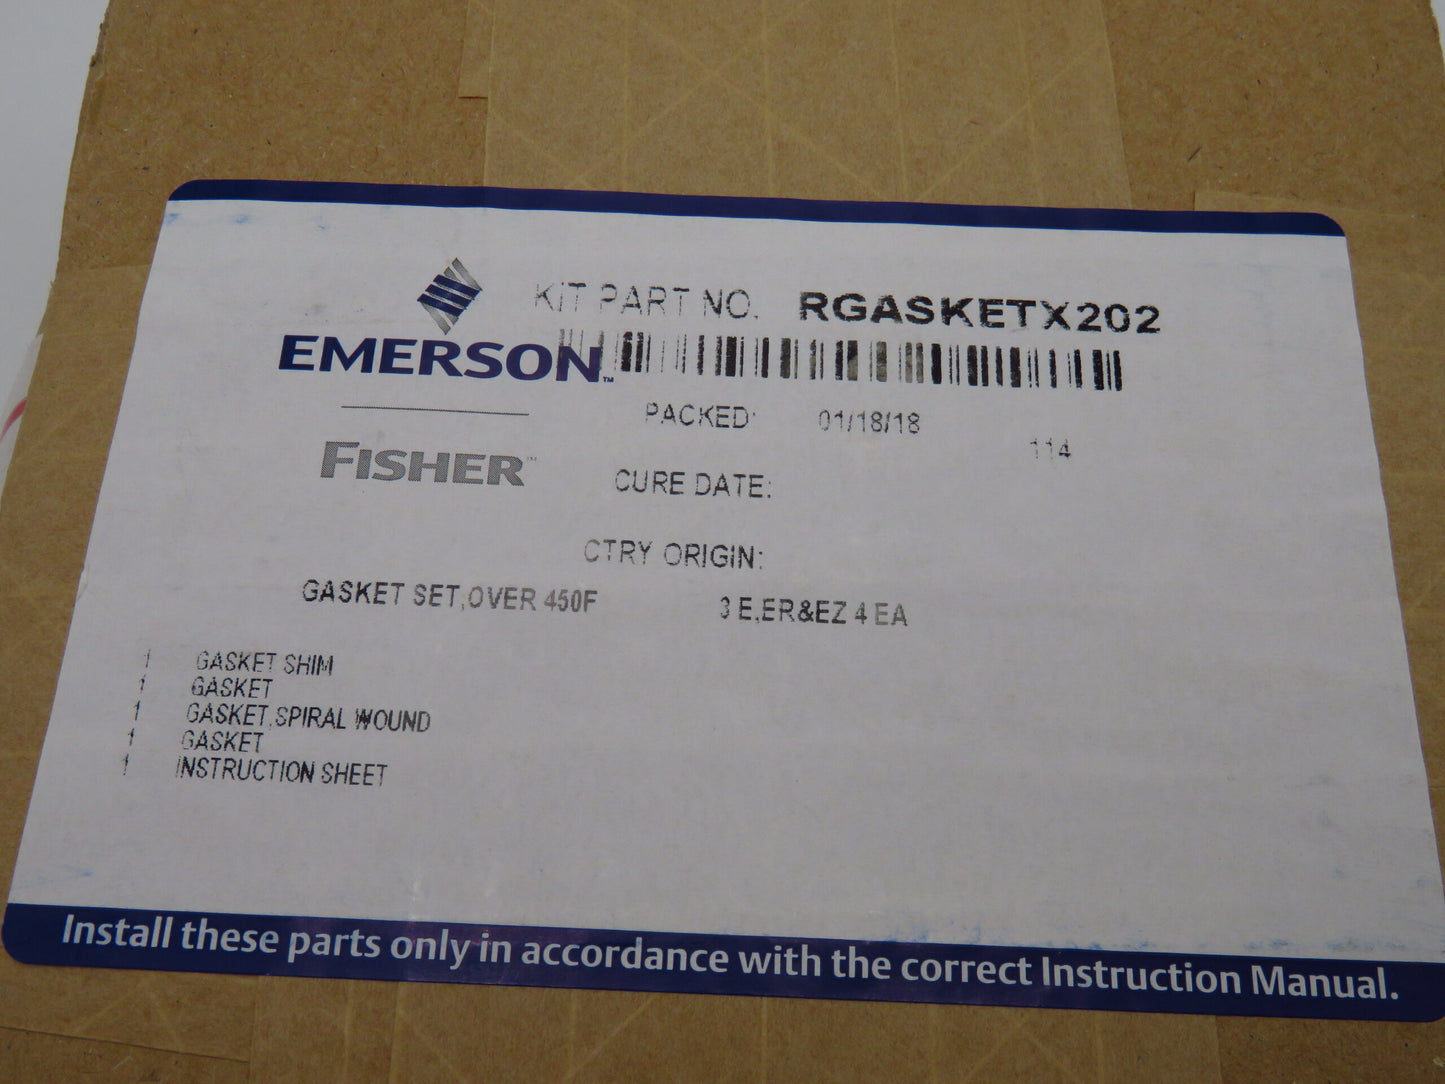 KIT PART NO. RGASKETX202
EMERSON™
PACKED: 01/18/18
114
FISHER™
CURE DATE:
CTRY ORIGIN:
GASKET SET,OVER 450F 3 E,ER&EZ 4 EA
1 GASKET SHIM
1 GASKET
1 GASKET,SPIRAL WOUND
1 GASKET
1 INSTRUCTION SHEET
Install these parts only in accordance with the correct Instruction Manual.